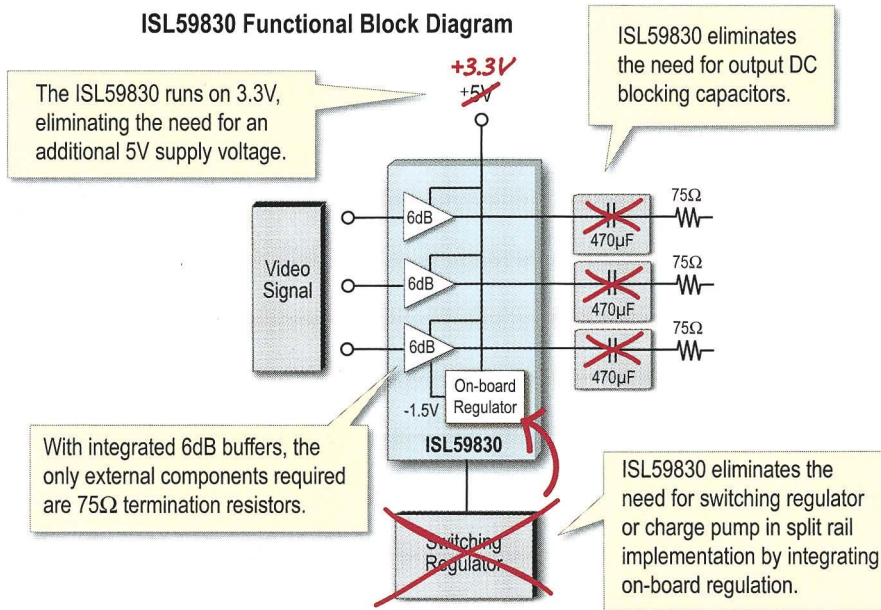 ISL59830 Functional Block Diagram
The ISL59830 runs on 3.3V,
eliminating the need for an
additional 5V supply voltage.
+3.3V
+5V
ISL59830 eliminates
the need for output DC
blocking capacitors.
Video
Signal
6dB
6dB
6dB
470µF
75Ω
470µF
75Ω
470µF
75Ω
-1.5V
On-board
Regulator
ISL59830
With integrated 6dB buffers, the
only external components required
are 75Ω termination resistors.
Switching
Regulator
ISL59830 eliminates the
need for switching regulator
or charge pump in split rail
implementation by integrating
on-board regulation.